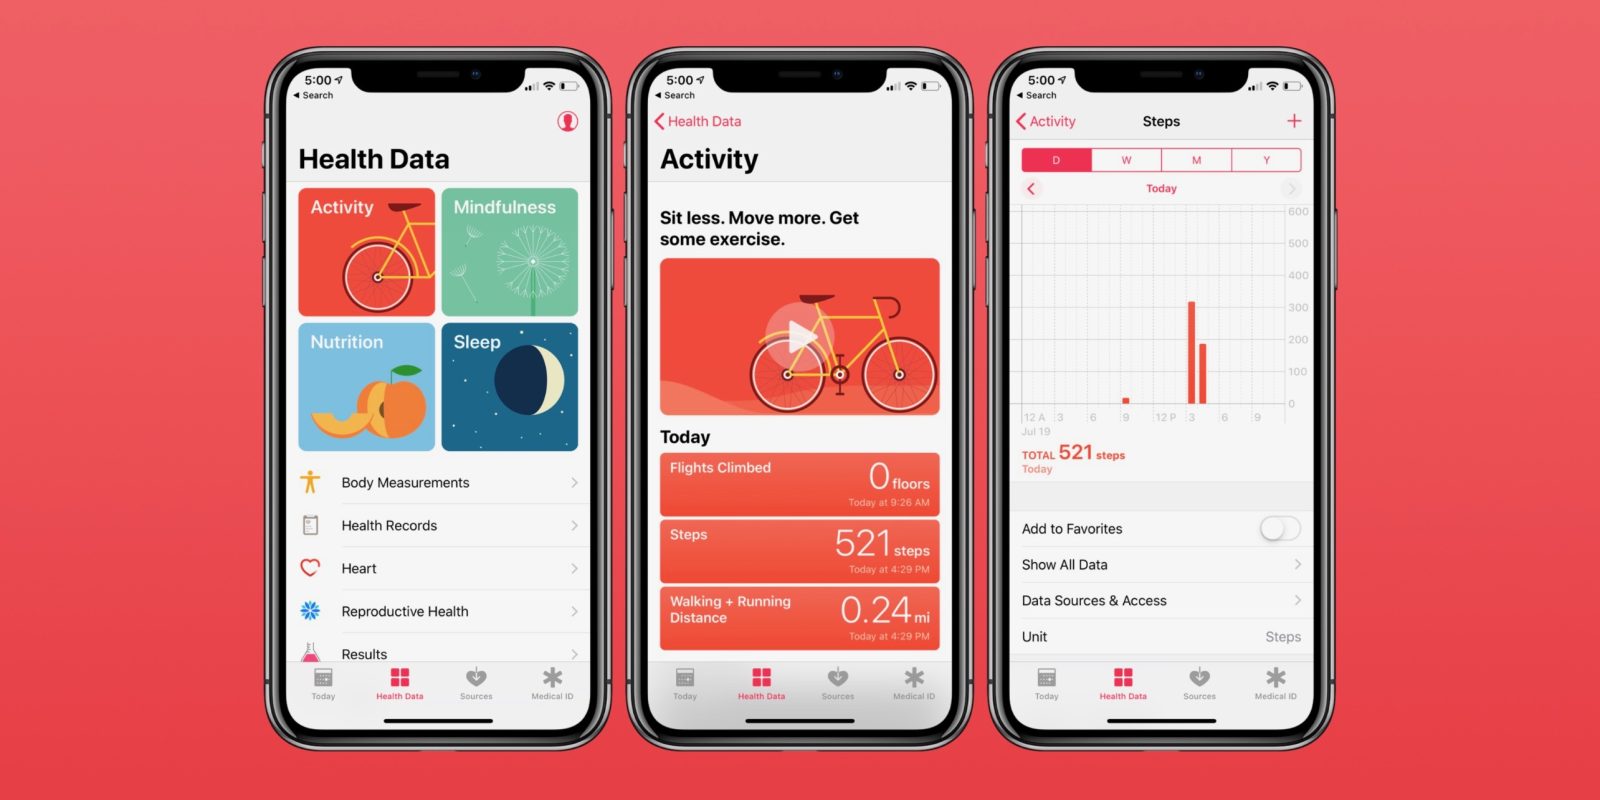 5:00
Search
Health Data
Activity
Mindfulness
Nutrition
Sleep
Body Measurements
Health Records
Heart
Reproductive Health
Results
Today
Health Data
Sources
Medical ID
5:00
Search
Health Data
Activity
Sit less. Move more. Get
some exercise.
Today
Flights Climbed
0 floors
Today at 9:26 AM
Steps
521 steps
Today at 4:29 PM
Walking + Running
Distance
0.24 mi
Today at 4:29 PM
Today
Health Data
Sources
Medical ID
5:00
Search
Activity
Steps
D W M Y
Today
600
500
400
300
200
100
0
12 A 3 6 9 12 P 3 6 9
Jul 19
TOTAL 521 steps
Today
Add to Favorites
Show All Data
Data Sources & Access
Unit Steps
Today
Health Data
Sources
Medical ID